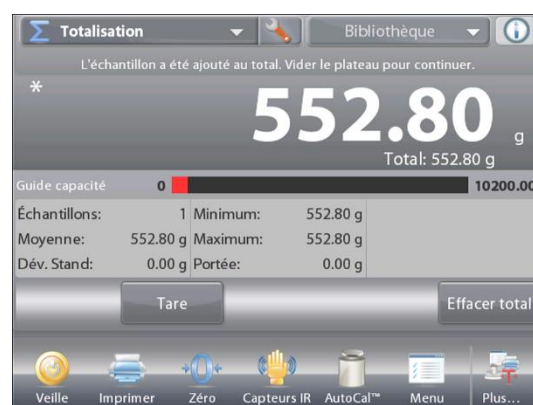 Totalisation Bibliothèque
L'échantillon a été ajouté au total. Vider le plateau pour continuer.
*
552.80 g
Total: 552.80 g
Guide capacité 0 10200.00
Échantillons: 1 Minimum: 552.80 g
Moyenne: 552.80 g Maximum: 552.80 g
Dév. Stand: 0.00 g Portée: 0.00 g
Tare Effacer total
Veille Imprimer Zéro Capteurs IR AutoCal™ Menu Plus...